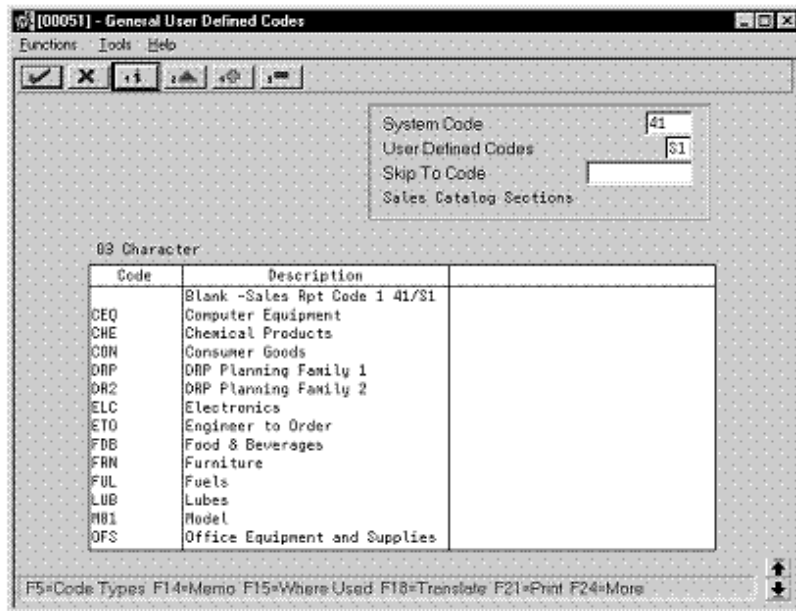 [00051] - General User Defined Codes
Functions Tools Help
System Code 41
User Defined Codes S1
Skip To Code
Sales Catalog Sections
03 Character
Code Description
Blank -Sales Rpt Code 1 41/S1
CEQ Computer Equipment
CHE Chemical Products
CON Consumer Goods
DRP DRP Planning Family 1
DR2 DRP Planning Family 2
ELC Electronics
ETO Engineer to Order
FDB Food & Beverages
FRN Furniture
FUL Fuels
LUB Lubes
M01 Model
OFS Office Equipment and Supplies
F5=Code Types F14=Memo F15=Where Used F18=Translate F21=Print F24=More